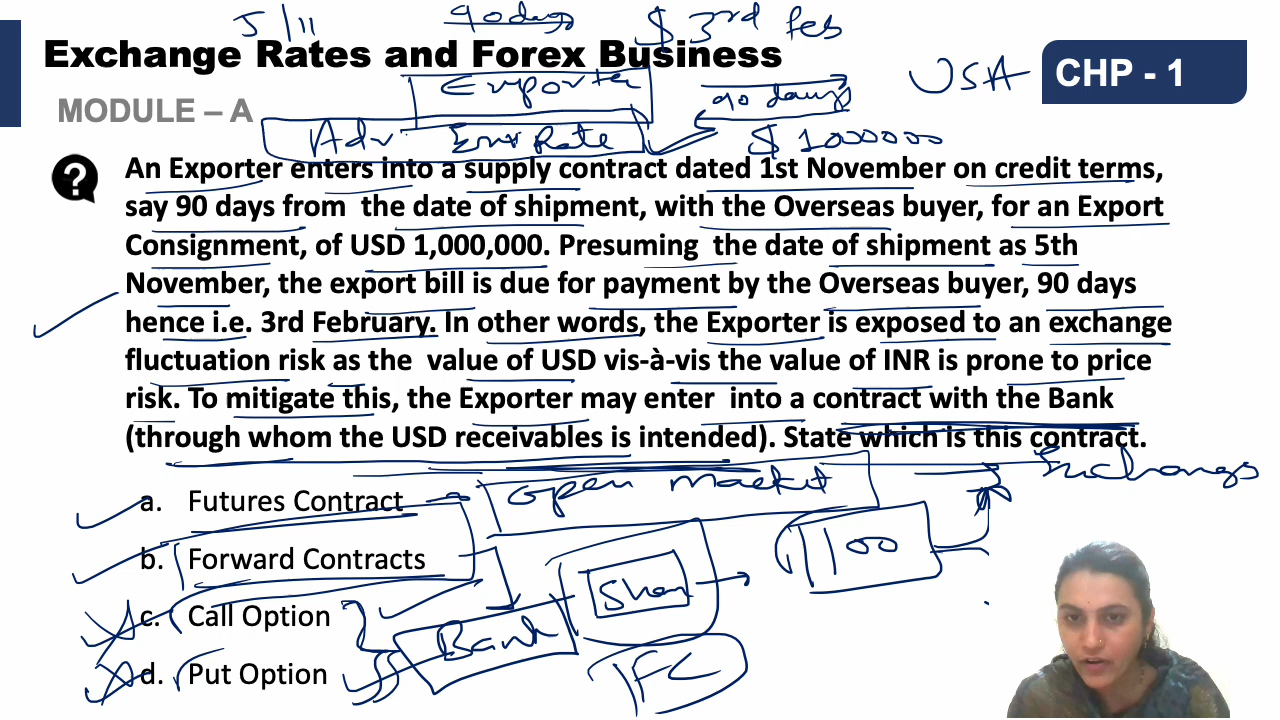 5/11 90 days $ 3rd feb
Exchange Rates and Forex Business
USA
CHP - 1
Exporter
90 days
MODULE – A
Adv. Exn Rate $ 1000000
An Exporter enters into a supply contract dated 1st November on credit terms,
say 90 days from the date of shipment, with the Overseas buyer, for an Export
Consignment, of USD 1,000,000. Presuming the date of shipment as 5th
November, the export bill is due for payment by the Overseas buyer, 90 days
hence i.e. 3rd February. In other words, the Exporter is exposed to an exchange
fluctuation risk as the value of USD vis-à-vis the value of INR is prone to price
risk. To mitigate this, the Exporter may enter into a contract with the Bank
(through whom the USD receivables is intended). State which is this contract.
a. Futures Contract
open market
b. Forward Contracts
1100
c. Call Option
Bank
d. Put Option
FC